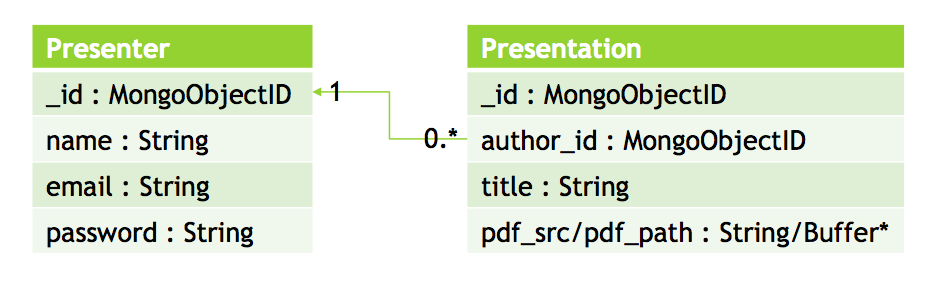 Presenter
_id : MongoObjectID
name : String
email : String
password : String
1
0.*
Presentation
_id : MongoObjectID
author_id : MongoObjectID
title : String
pdf_src/pdf_path : String/Buffer*